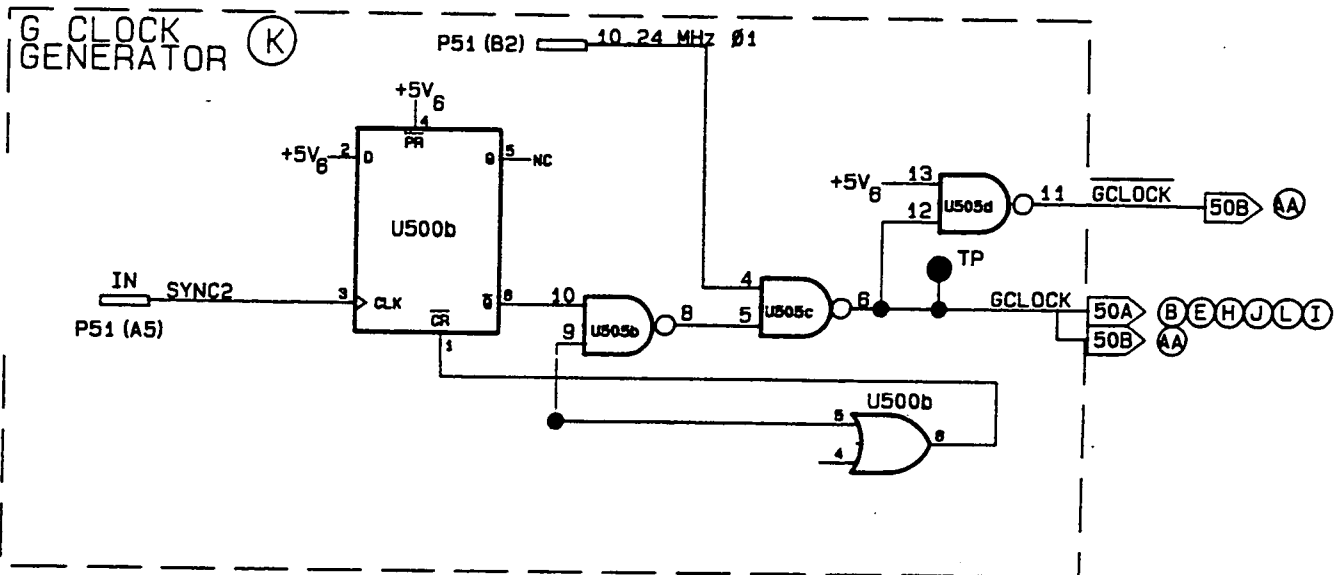 G CLOCK
GENERATOR
K
P51 (B2)
10.24 MHz Ø1
+5V6
4
PR
+5V6
2
D
Q
5
NC
U500b
IN
SYNC2
P51 (A5)
3
CLK
Q
6
CR
1
10
9
U505b
8
4
5
U505c
6
+5V6
13
12
U505d
11
GCLOCK
50B
AA
TP
GCLOCK
50A
B E H J L I
50B
AA
U500b
5
4
6